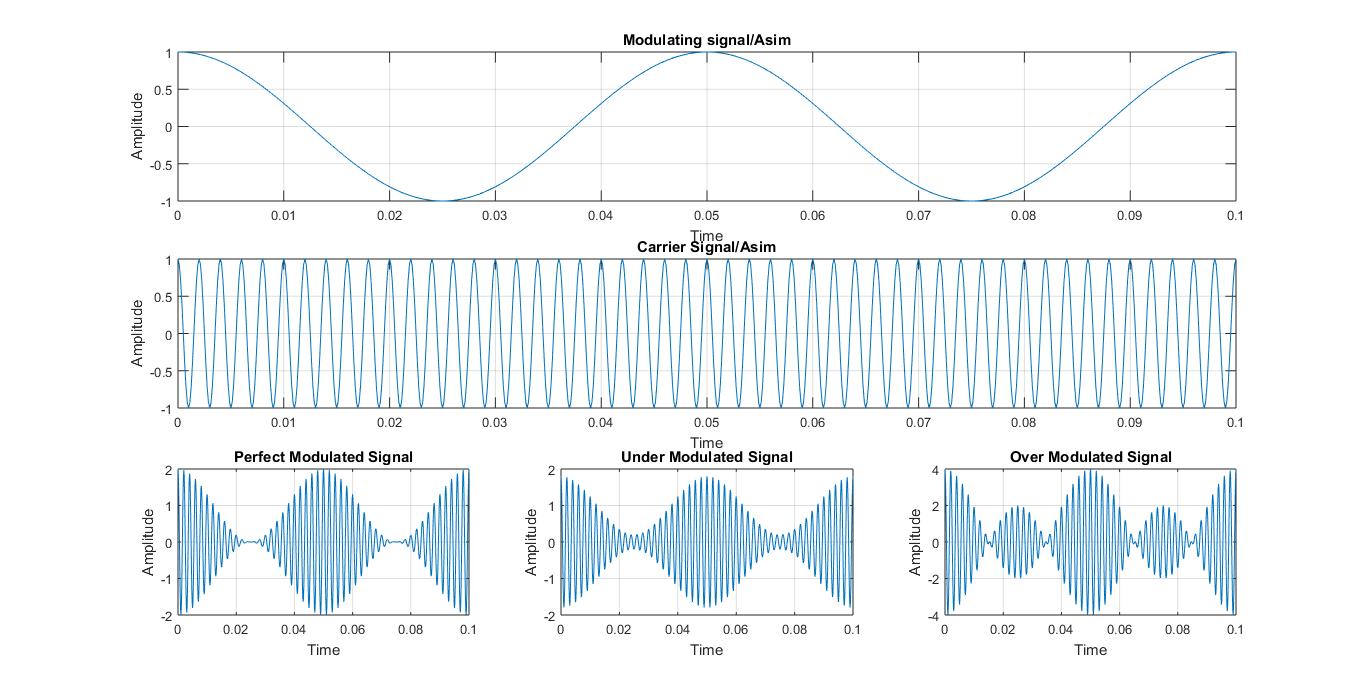 Modulating signal/Asim
Amplitude
1
0.5
0
-0.5
-1
0 0.01 0.02 0.03 0.04 0.05 0.06 0.07 0.08 0.09 0.1
Time
Carrier Signal/Asim
Amplitude
1
0.5
0
-0.5
-1
0 0.01 0.02 0.03 0.04 0.05 0.06 0.07 0.08 0.09 0.1
Time
Perfect Modulated Signal
Amplitude
2
1
0
-1
-2
0 0.02 0.04 0.06 0.08 0.1
Time
Under Modulated Signal
Amplitude
2
1
0
-1
-2
0 0.02 0.04 0.06 0.08 0.1
Time
Over Modulated Signal
Amplitude
4
2
0
-2
-4
0 0.02 0.04 0.06 0.08 0.1
Time